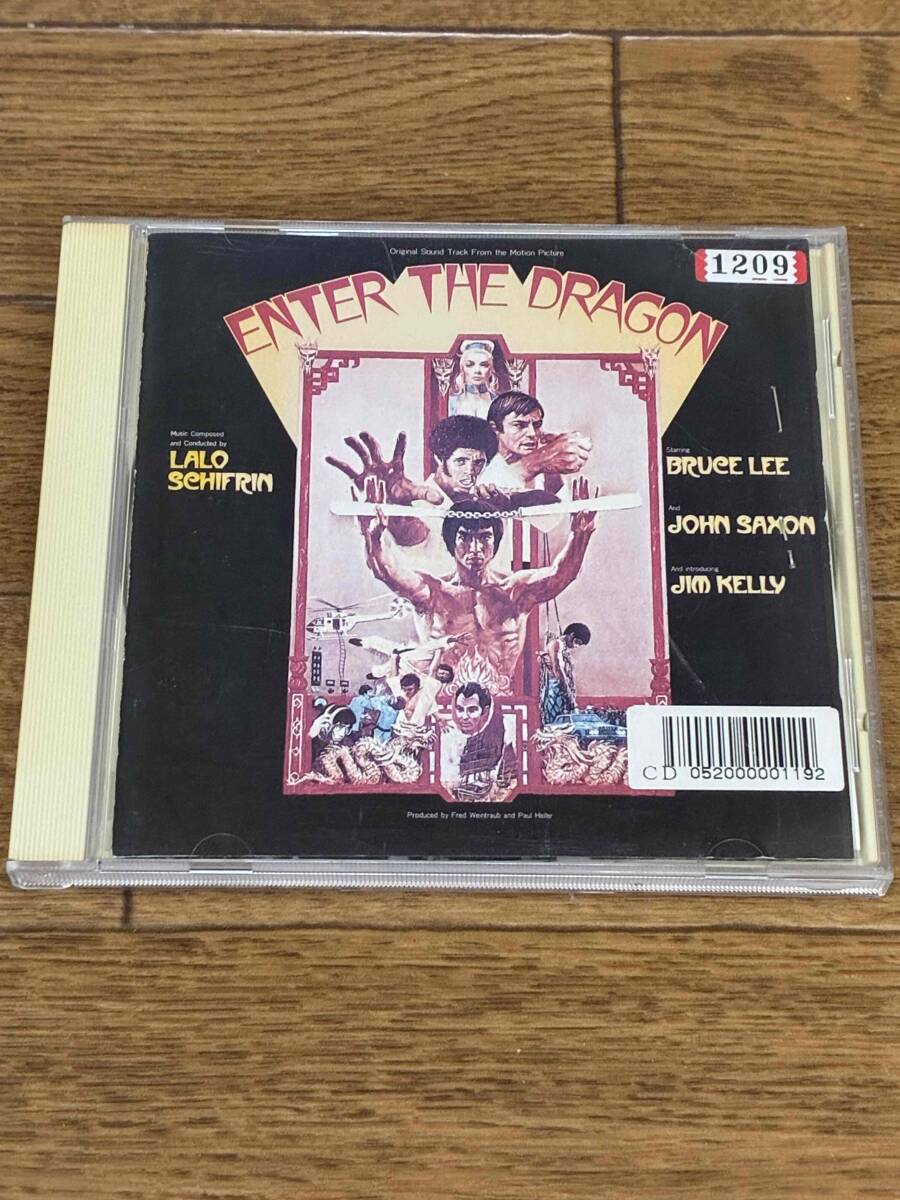 Original Sound Track From the Motion Picture
1209
ENTER THE DRAGON
Music Composed
and Conducted by
LALO
SCHIFRIN
Starring
BRUCE LEE
And
JOHN SAXON
And introducing
JIM KELLY
CD 052000001192
Produced by Fred Weintraub and Paul Heller